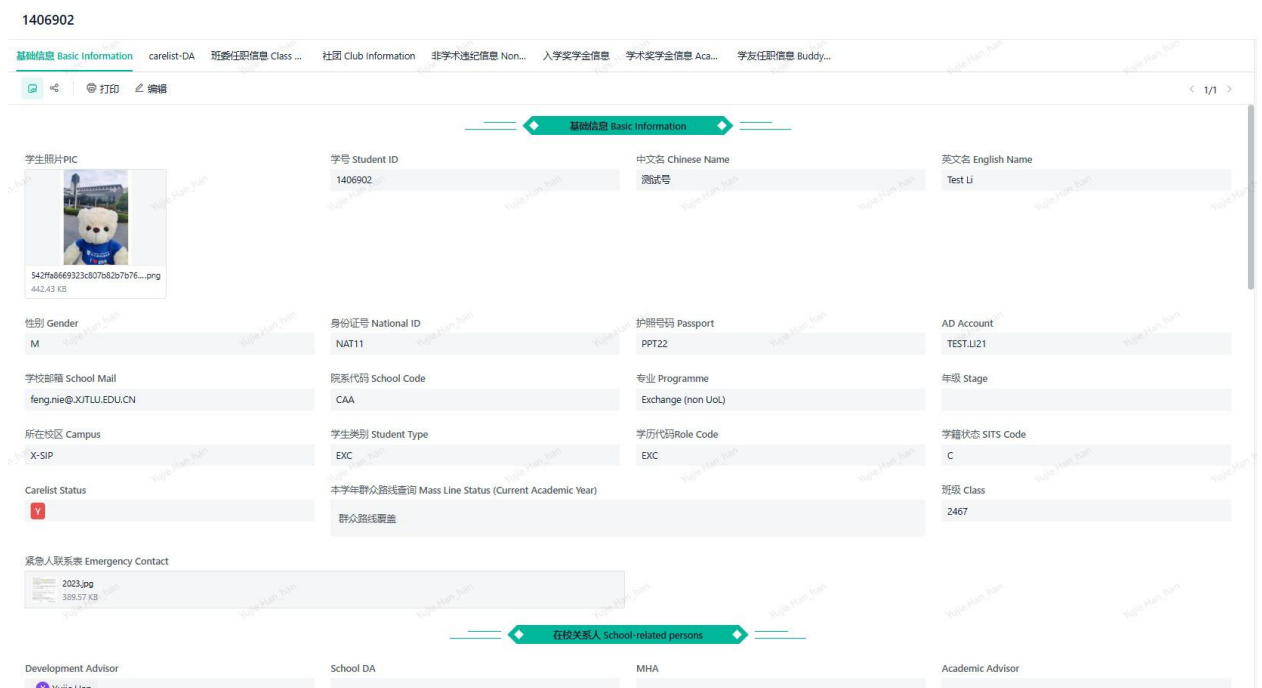 1406902
基础信息 Basic Information carelist-DA 班委任职信息 Class ... 社团 Club Information 非学术违纪信息 Non... 入学奖学金信息 学术奖学金信息 Aca... 学友任职信息 Buddy...
打印 编辑 1/1
基础信息 Basic Information
学生照片PIC 学号 Student ID 中文名 Chinese Name 英文名 English Name
1406902 测试号 Test Li
542ffa8669323c807b82b7b76....png
442.43 KB
性别 Gender 身份证号 National ID 护照号码 Passport AD Account
M NAT11 PPT22 TEST.LI21
学校邮箱 School Mail 院系代码 School Code 专业 Programme 年级 Stage
feng.nie@.XJTLU.EDU.CN CAA Exchange (non UoL)
所在校区 Campus 学生类别 Student Type 学历代码Role Code 学籍状态 SITS Code
X-SIP EXC EXC C
Carelist Status 本学年群众路线查询 Mass Line Status (Current Academic Year) 班级 Class
Y 群众路线覆盖 2467
紧急人联系表 Emergency Contact
2023.jpg
389.57 KB
在校关系人 School-related persons
Development Advisor School DA MHA Academic Advisor
Yujie.Han_han